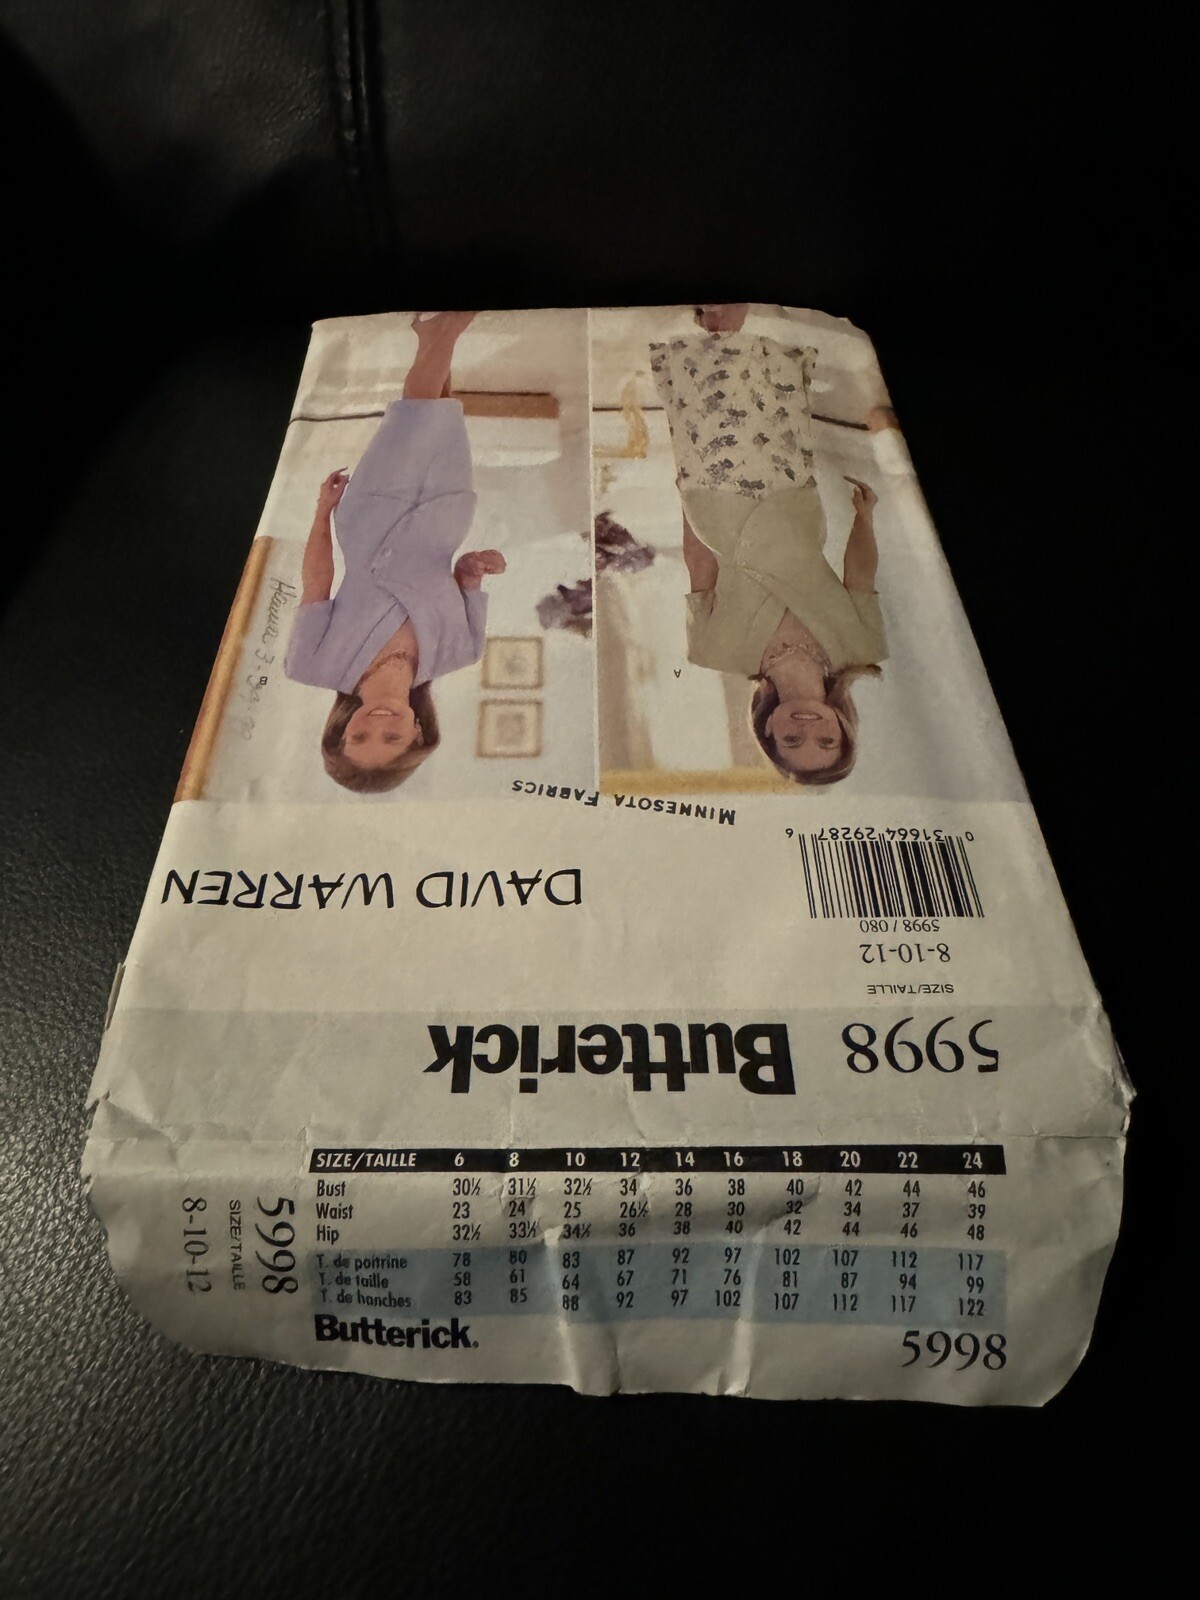 SIZE/TAILLE 6 8 10 12 14 16 18 20 22 24
Bust 30½ 31½ 32½ 34 36 38 40 42 44 46
Waist 23 24 25 26½ 28 30 32 34 37 39
Hip 32½ 33½ 34½ 36 38 40 42 44 46 48
T. de poitrine 78 80 83 87 92 97 102 107 112 117
T. de taille 58 61 64 67 71 76 81 87 94 99
T. de hanches 83 85 88 92 97 102 107 112 117 122
Butterick.
5998
5998
SIZE/TAILLE
8-10-12
5998 Butterick
SIZE/TAILLE
8-10-12
5998 / 080
0 31664 29287 6
DAVID WARREN
MINNESOTA FABRICS
A
B